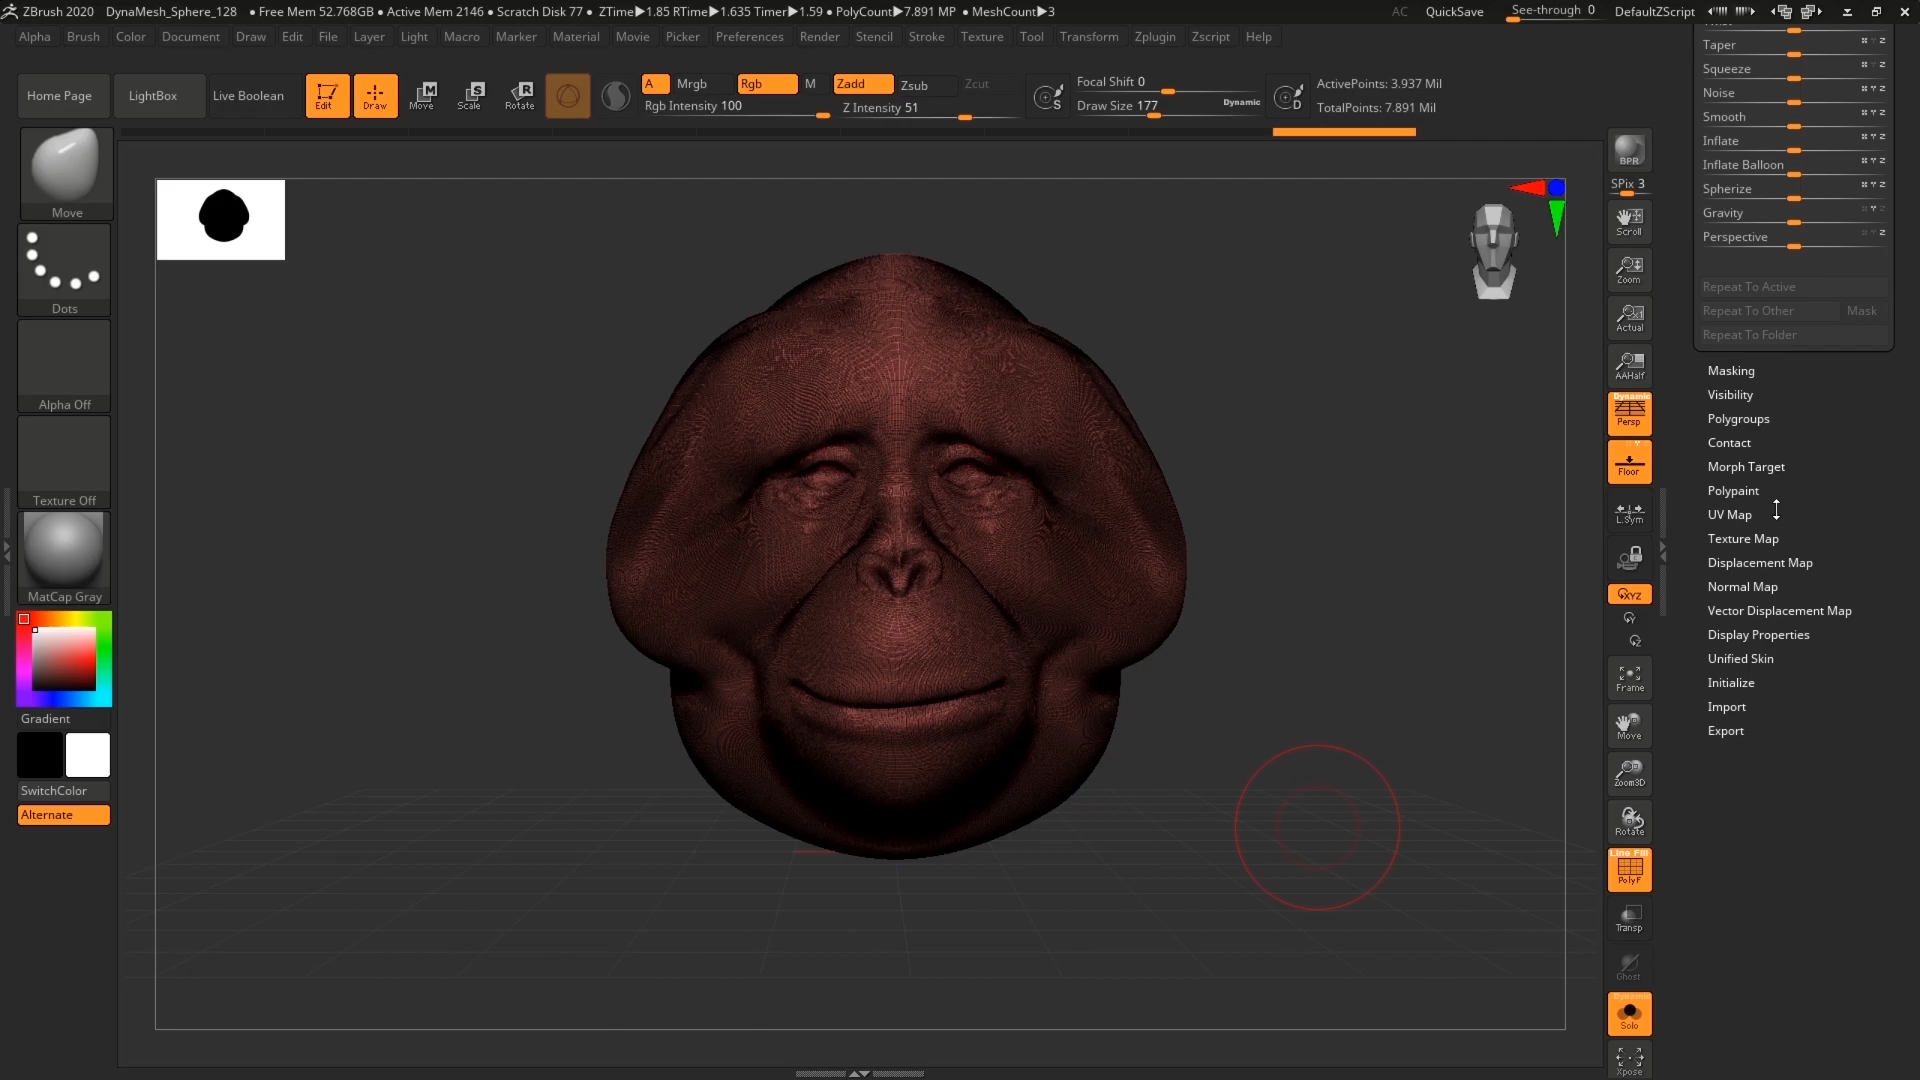 ZBrush 2020 DynaMesh_Sphere_128 • Free Mem 52.768GB • Active Mem 2146 • Scratch Disk 77 • ZTime▶1.85 RTime▶1.635 Timer▶1.59 • PolyCount▶7.891 MP • MeshCount▶3 AC QuickSave See-through 0 DefaultZScript
Alpha Brush Color Document Draw Edit File Layer Light Macro Marker Material Movie Picker Preferences Render Stencil Stroke Texture Tool Transform Zplugin Zscript Help
Home Page LightBox Live Boolean Edit Draw Move Scale Rotate
A Mrgb Rgb M Zadd Zsub Zcut
Rgb Intensity 100 Z Intensity 51
Focal Shift 0
Draw Size 177 Dynamic
ActivePoints: 3.937 Mil
TotalPoints: 7.891 Mil
Move
Dots
Alpha Off
Texture Off
MatCap Gray
Gradient
SwitchColor
Alternate
BPR
SPix 3
Scroll
Zoom
Actual
AAHalf
Dynamic
Persp
Floor
L.Sym
XYZ
Frame
Move
Zoom3D
Rotate
Line Fill
PolyF
Transp
Ghost
Dynamic
Solo
Xpose
Taper
Squeeze
Noise
Smooth
Inflate
Inflate Balloon
Spherize
Gravity
Perspective
Repeat To Active
Repeat To Other Mask
Repeat To Folder
Masking
Visibility
Polygroups
Contact
Morph Target
Polypaint
UV Map
Texture Map
Displacement Map
Normal Map
Vector Displacement Map
Display Properties
Unified Skin
Initialize
Import
Export